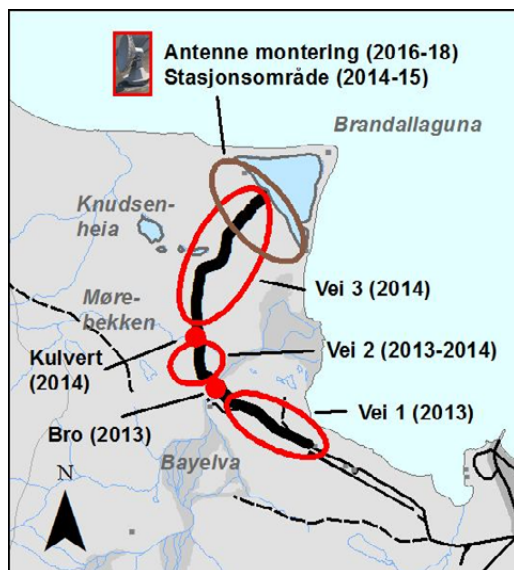 Antenne montering (2016-18)
Stasjonsområde (2014-15)
Brandallaguna
Knudsen-
heia
Vei 3 (2014)
Møre-
bekken
Kulvert
(2014)
Vei 2 (2013-2014)
Vei 1 (2013)
Bro (2013)
Bayelva
N